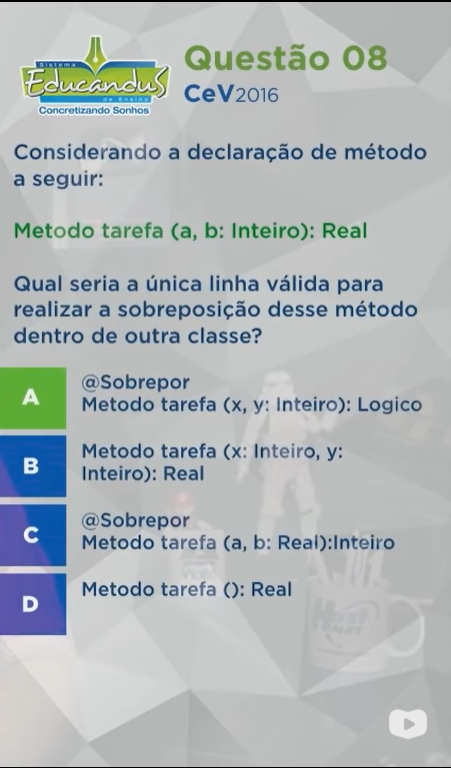 Sistema
Educandus
de Ensino
Concretizando Sonhos
Questão 08
CeV2016
Considerando a declaração de método
a seguir:
Metodo tarefa (a, b: Inteiro): Real
Qual seria a única linha válida para
realizar a sobreposição desse método
dentro de outra classe?
A
@Sobrepor
Metodo tarefa (x, y: Inteiro): Logico
B
Metodo tarefa (x: Inteiro, y:
Inteiro): Real
C
@Sobrepor
Metodo tarefa (a, b: Real):Inteiro
D
Metodo tarefa (): Real
Host
NET